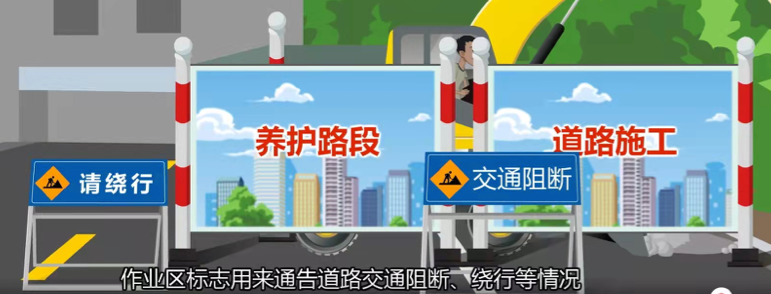 养护路段
道路施工
请绕行
交通阻断
作业区标志用来通告道路交通阻断、绕行等情况